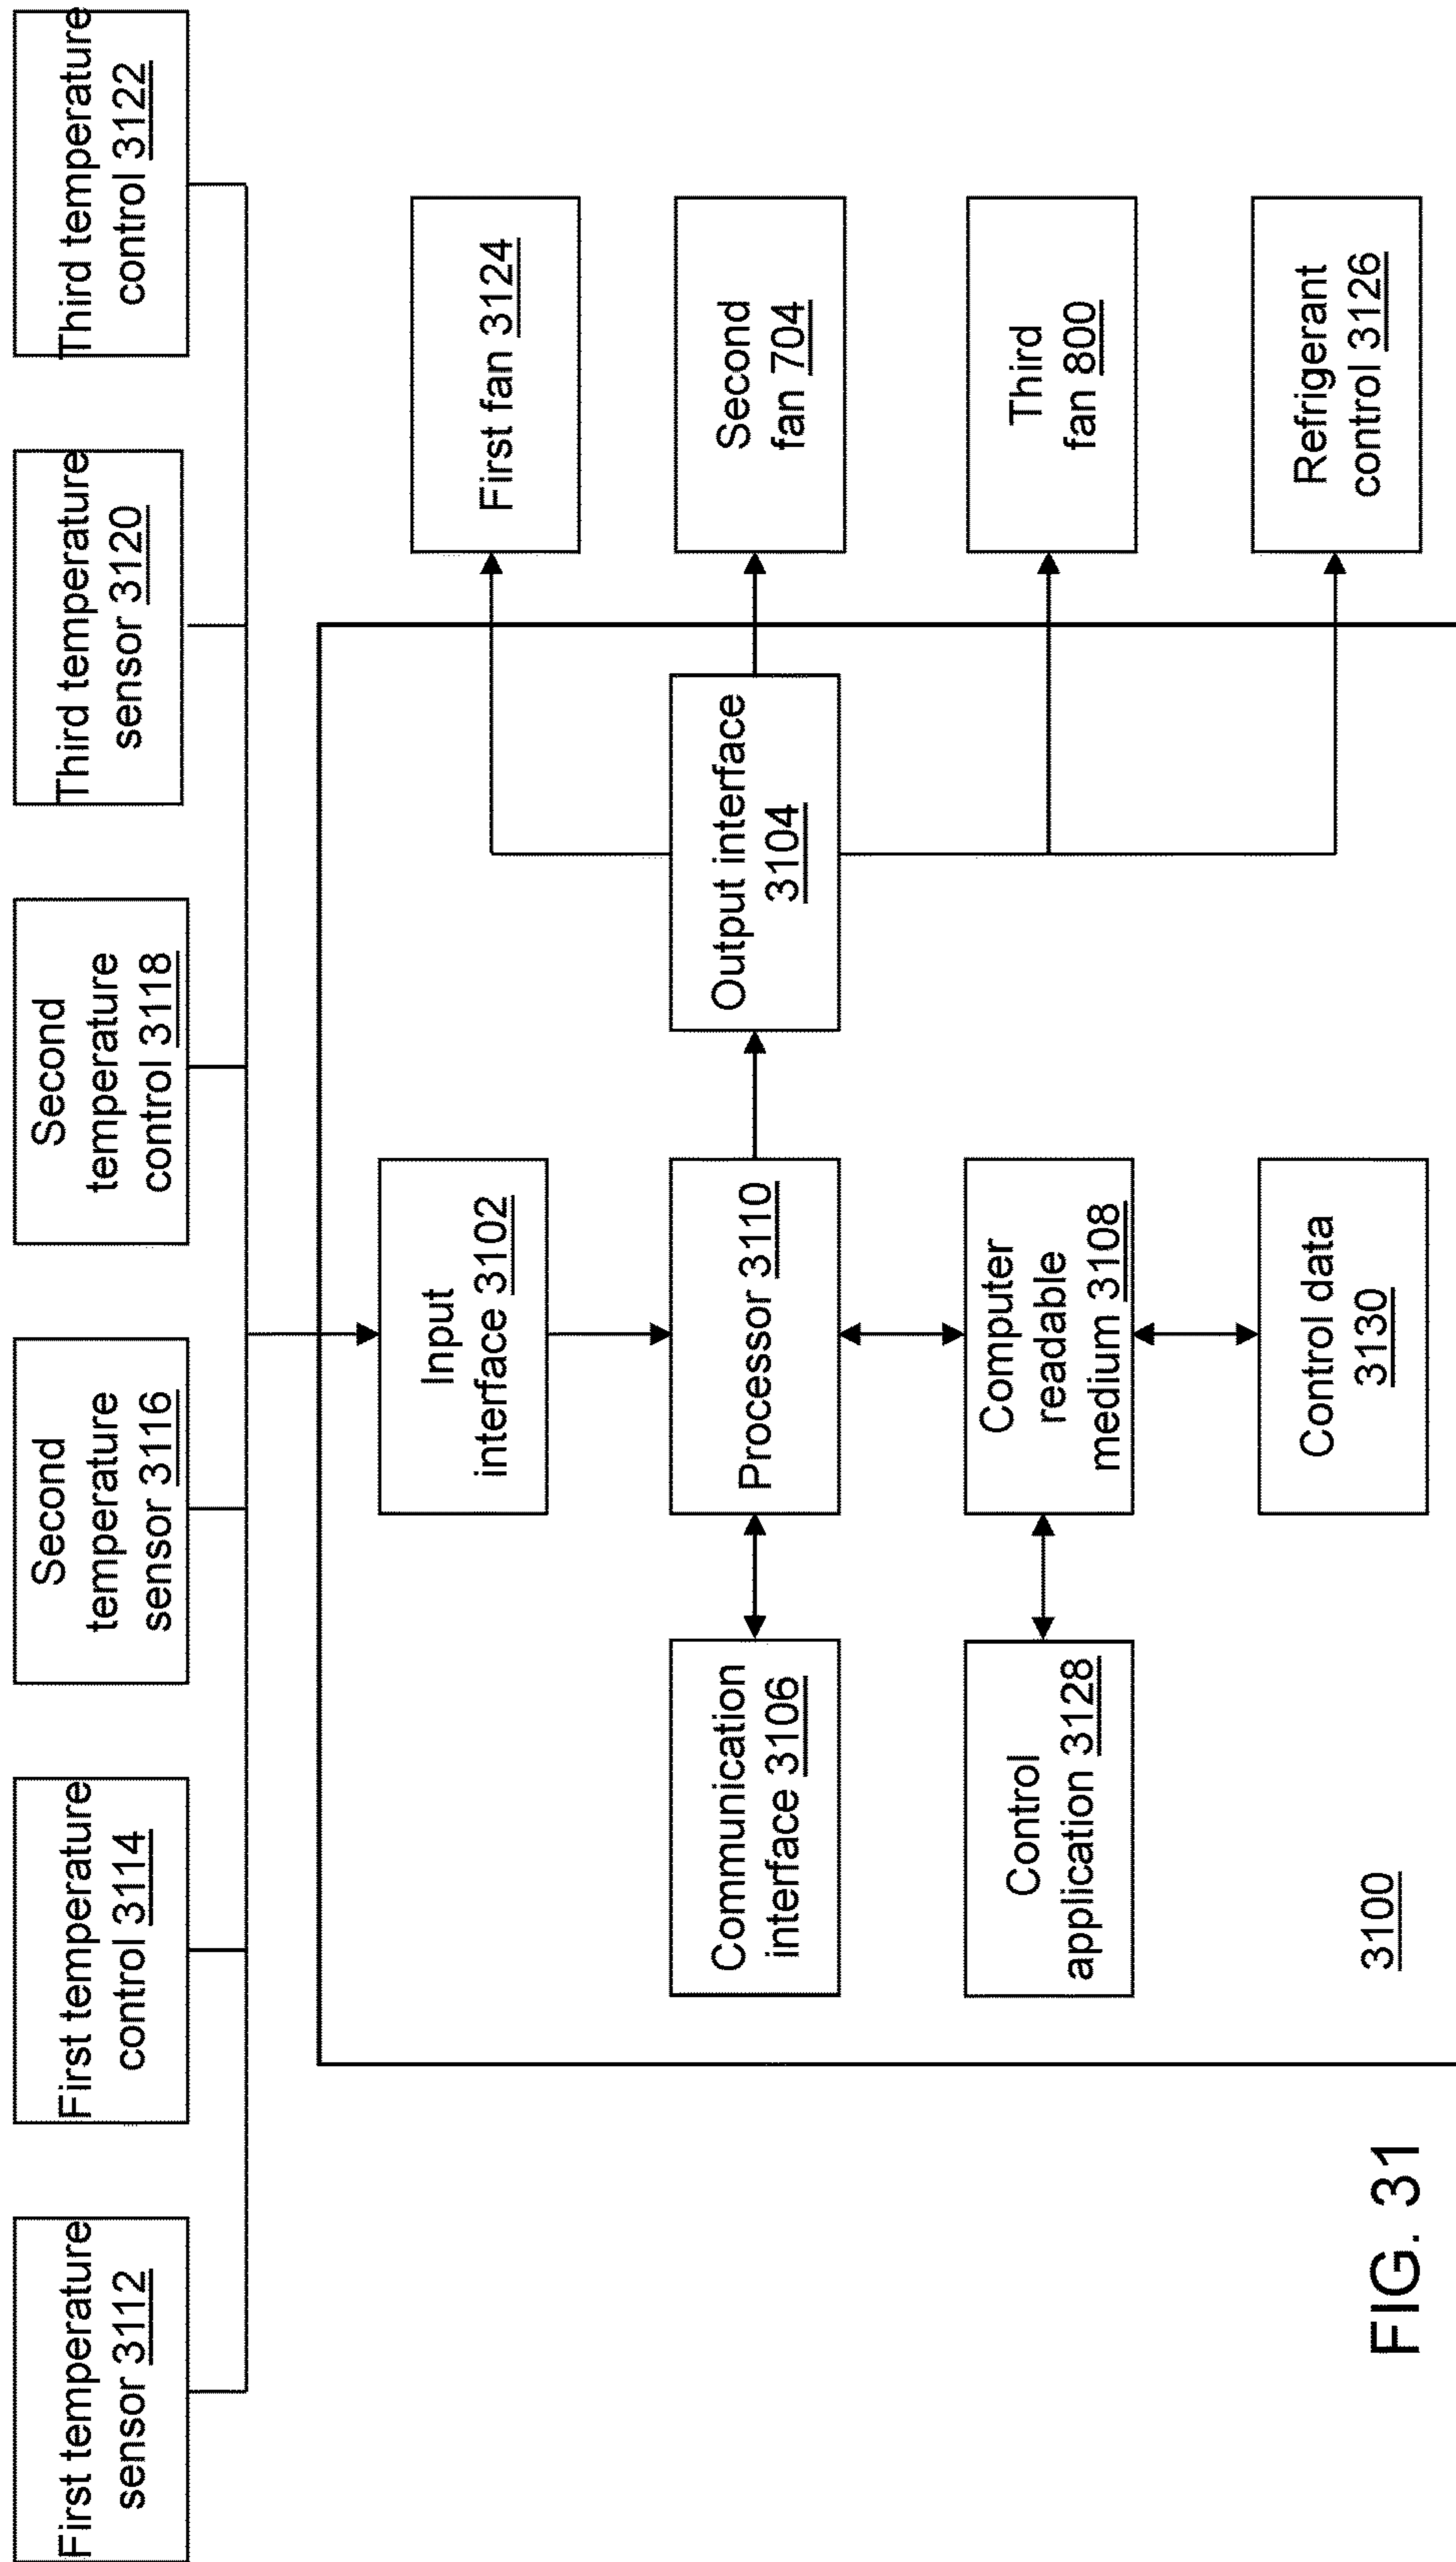 First temperature
sensor 3112
First temperature
control 3114
Second
temperature
sensor 3116
Second
temperature
control 3118
Third temperature
sensor 3120
Third temperature
control 3122
Input
interface 3102
First fan 3124
Communication
interface 3106
Processor 3110
Output interface
3104
Second
fan 704
Control
application 3128
Computer
readable
medium 3108
Third
fan 800
Control data
3130
Refrigerant
control 3126
3100
FIG. 31